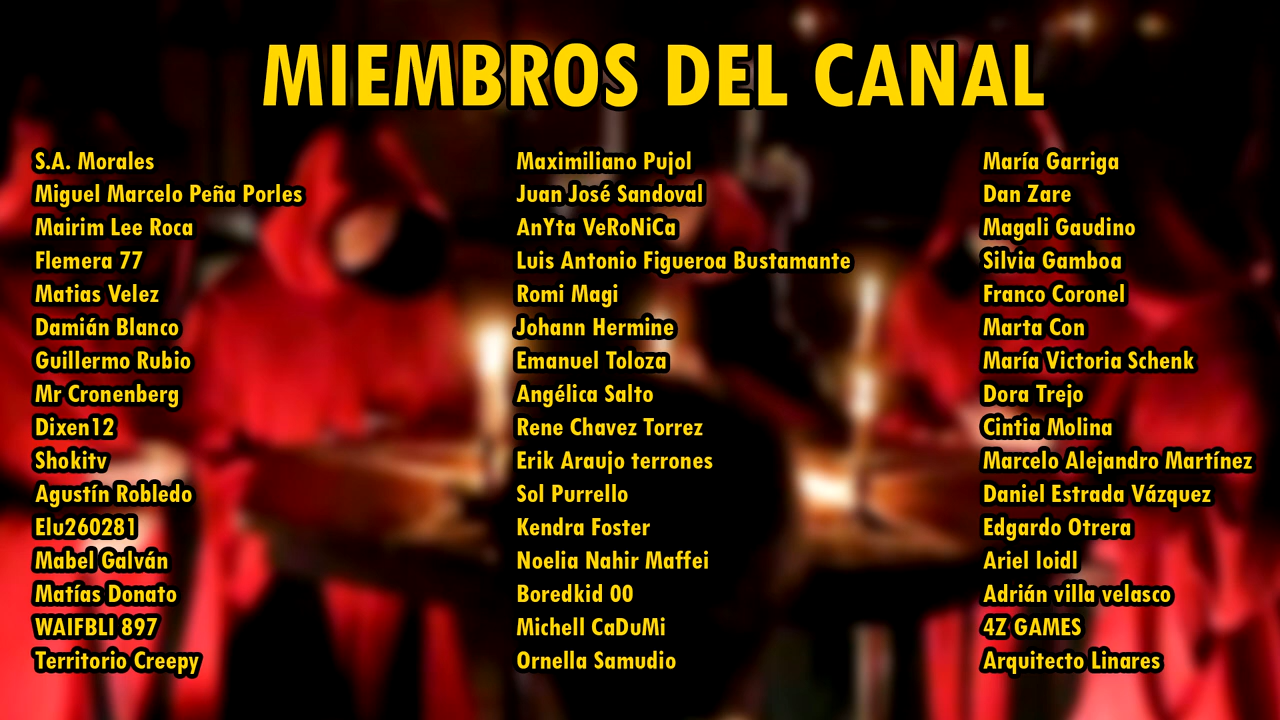 MIEMBROS DEL CANAL
S.A. Morales
Miguel Marcelo Peña Porles
Mairim Lee Roca
Flemera 77
Matias Velez
Damián Blanco
Guillermo Rubio
Mr Cronenberg
Dixen12
Shokitv
Agustín Robledo
Elu260281
Mabel Galván
Matías Donato
WAIFBLI 897
Territorio Creepy
Maximiliano Pujol
Juan José Sandoval
AnYta VeRoNiCa
Luis Antonio Figueroa Bustamante
Romi Magi
Johann Hermine
Emanuel Toloza
Angélica Salto
Rene Chavez Torrez
Erik Araujo terrones
Sol Purrello
Kendra Foster
Noelia Nahir Maffei
Boredkid 00
Michell CaDuMi
Ornella Samudio
María Garriga
Dan Zare
Magali Gaudino
Silvia Gamboa
Franco Coronel
Marta Con
María Victoria Schenk
Dora Trejo
Cintia Molina
Marcelo Alejandro Martínez
Daniel Estrada Vázquez
Edgardo Otrera
Ariel loidl
Adrián villa velasco
4Z GAMES
Arquitecto Linares